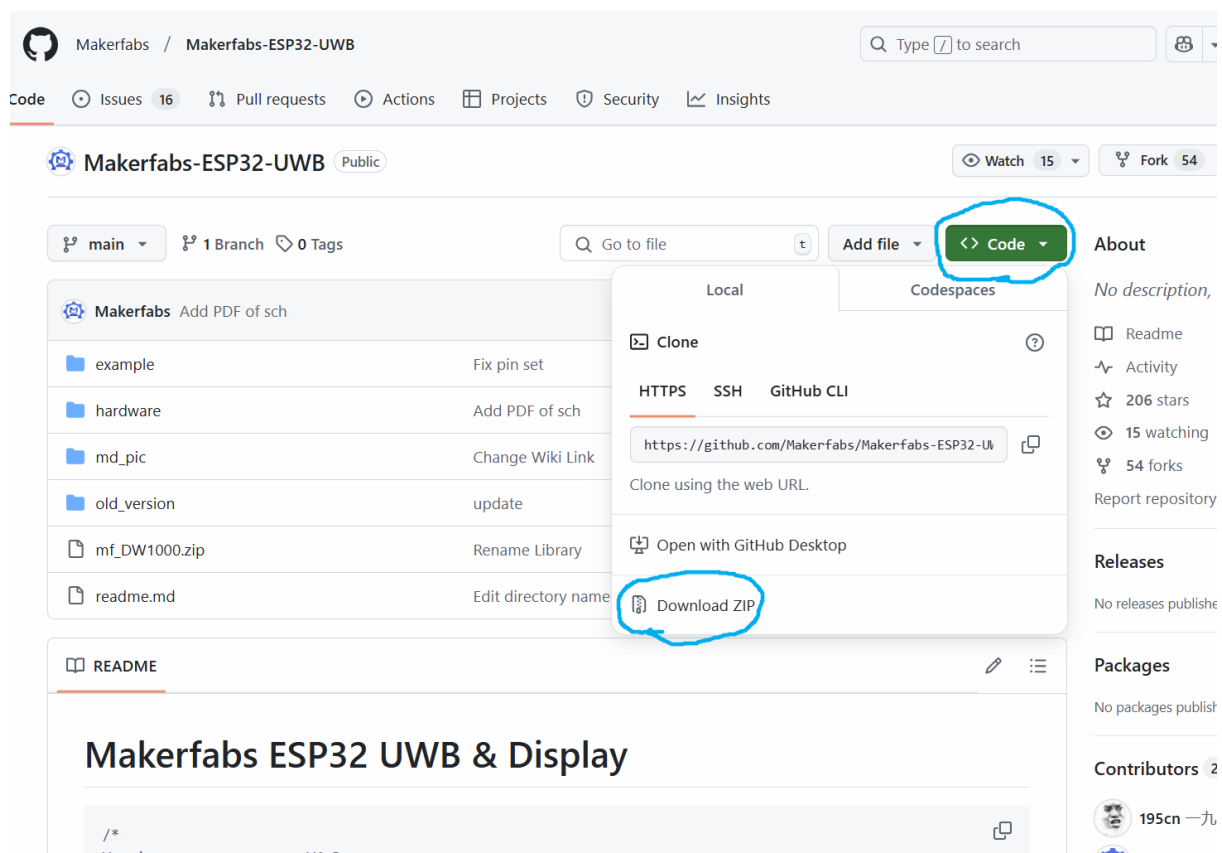 Makerfabs / Makerfabs-ESP32-UWB
Type / to search
Code
Issues 16
Pull requests
Actions
Projects
Security
Insights
Makerfabs-ESP32-UWB Public
Watch 15
Fork 54
main
1 Branch
0 Tags
Go to file t
Add file
<> Code
Local
Codespaces
Clone
HTTPS SSH GitHub CLI
https://github.com/Makerfabs/Makerfabs-ESP32-UW
Clone using the web URL.
Open with GitHub Desktop
Download ZIP
Makerfabs Add PDF of sch
example Fix pin set
hardware Add PDF of sch
md_pic Change Wiki Link
old_version update
mf_DW1000.zip Rename Library
readme.md Edit directory name
README
Makerfabs ESP32 UWB & Display
/*
About
No description,
Readme
Activity
206 stars
15 watching
54 forks
Report repository
Releases
No releases publishe
Packages
No packages publish
Contributors 2
195cn 一九